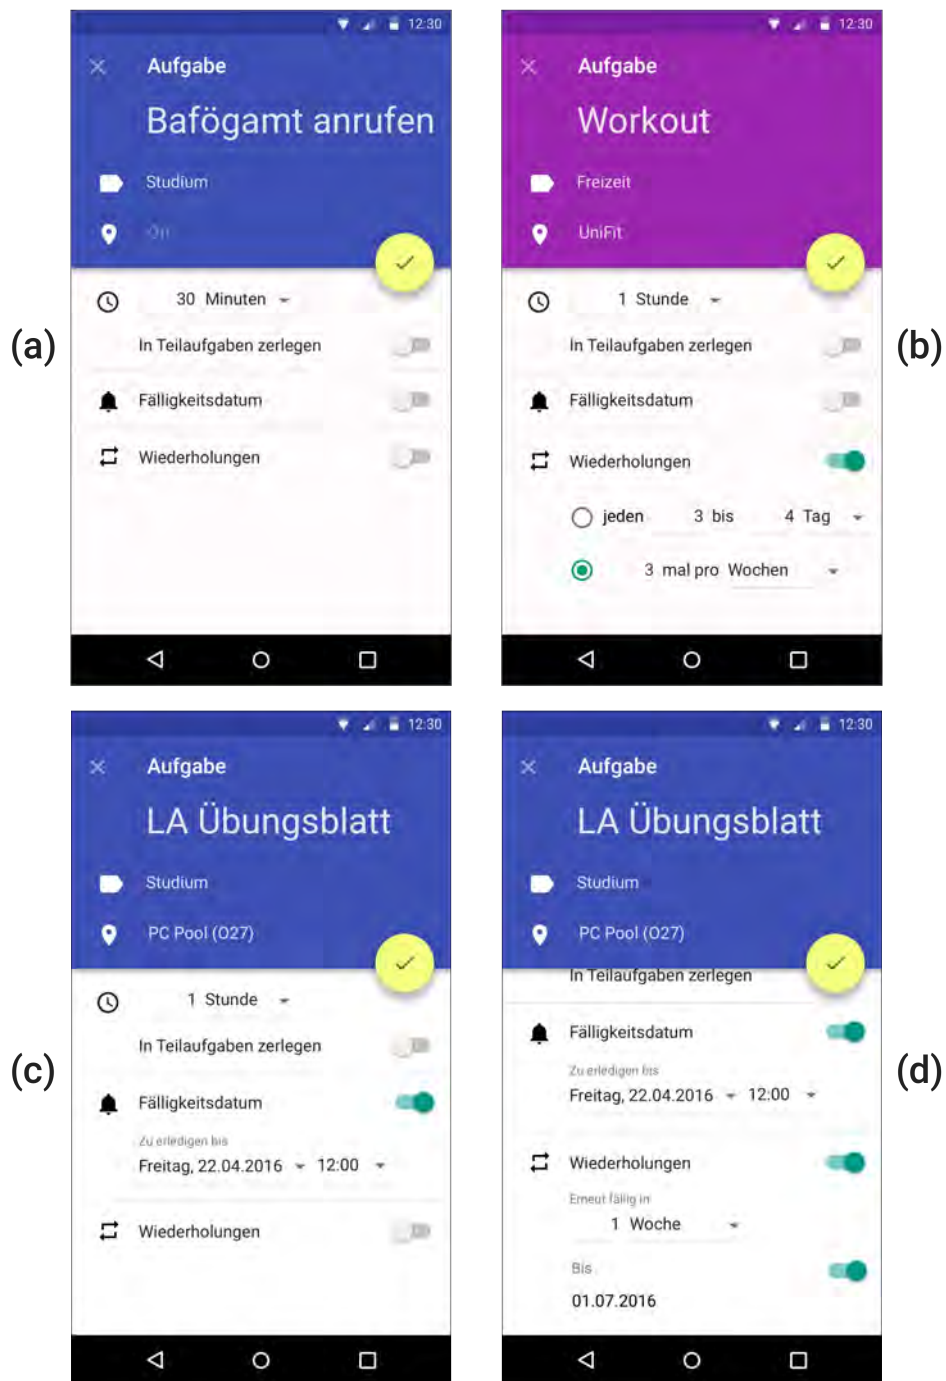 12:30
Aufgabe
Bafögamt anrufen
Studium
Ort
30 Minuten
In Teilaufgaben zerlegen
Fälligkeitsdatum
Wiederholungen
(a)
12:30
Aufgabe
Workout
Freizeit
UniFit
1 Stunde
In Teilaufgaben zerlegen
Fälligkeitsdatum
Wiederholungen
jeden 3 bis 4 Tag
3 mal pro Wochen
(b)
12:30
Aufgabe
LA Übungsblatt
Studium
PC Pool (O27)
1 Stunde
In Teilaufgaben zerlegen
Fälligkeitsdatum
Zu erledigen bis
Freitag, 22.04.2016 12:00
Wiederholungen
(c)
12:30
Aufgabe
LA Übungsblatt
Studium
PC Pool (O27)
In Teilaufgaben zerlegen
Fälligkeitsdatum
Zu erledigen bis
Freitag, 22.04.2016 12:00
Wiederholungen
Erneut fällig in
1 Woche
Bis
01.07.2016
(d)